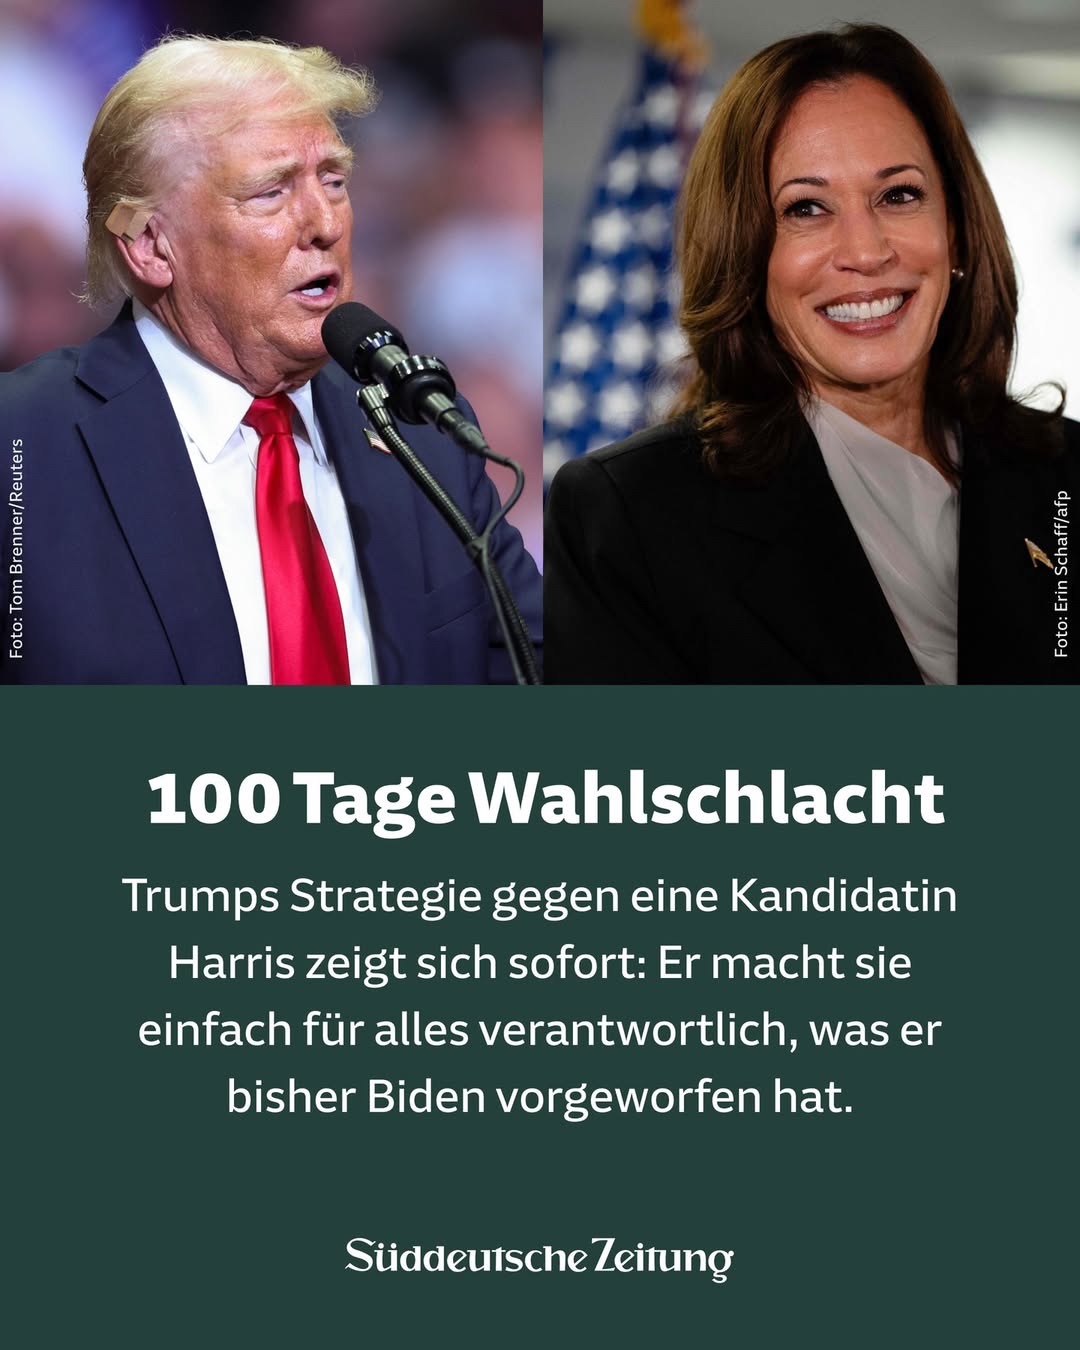 Foto: Tom Brenner/Reuters
Foto: Erin Schaff/afp
100 Tage Wahlschlacht
Trumps Strategie gegen eine Kandidatin
Harris zeigt sich sofort: Er macht sie
einfach für alles verantwortlich, was er
bisher Biden vorgeworfen hat.
Süddeutsche Zeitung